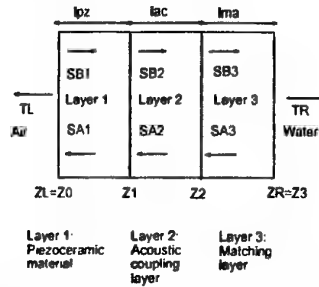 lpz lac lma
SB1 SB2 SB3
TL Layer 1 Layer 2 Layer 3 TR
Air SA1 SA2 SA3 Water
ZL=Z0 Z1 Z2 ZR=Z3
Layer 1: Layer 2: Layer 3:
Piezoceramic Acoustic Matching
material coupling layer
layer